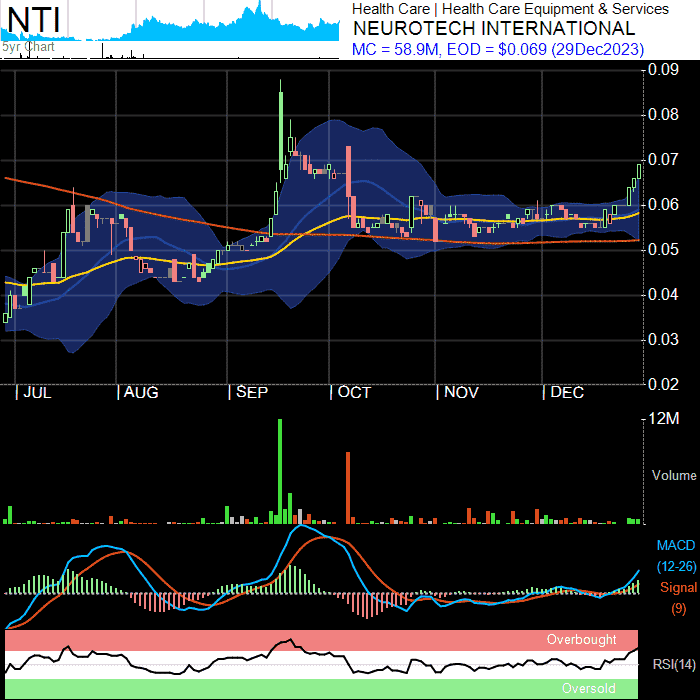 NTI
5yr Chart
Health Care | Health Care Equipment & Services
NEUROTECH INTERNATIONAL
MC = 58.9M, EOD = $0.069 (29Dec2023)
0.09
0.08
0.07
0.06
0.05
0.04
0.03
0.02
JUL AUG SEP OCT NOV DEC
12M
Volume
MACD
(12-26)
Signal
(9)
Overbought
RSI(14)
Oversold